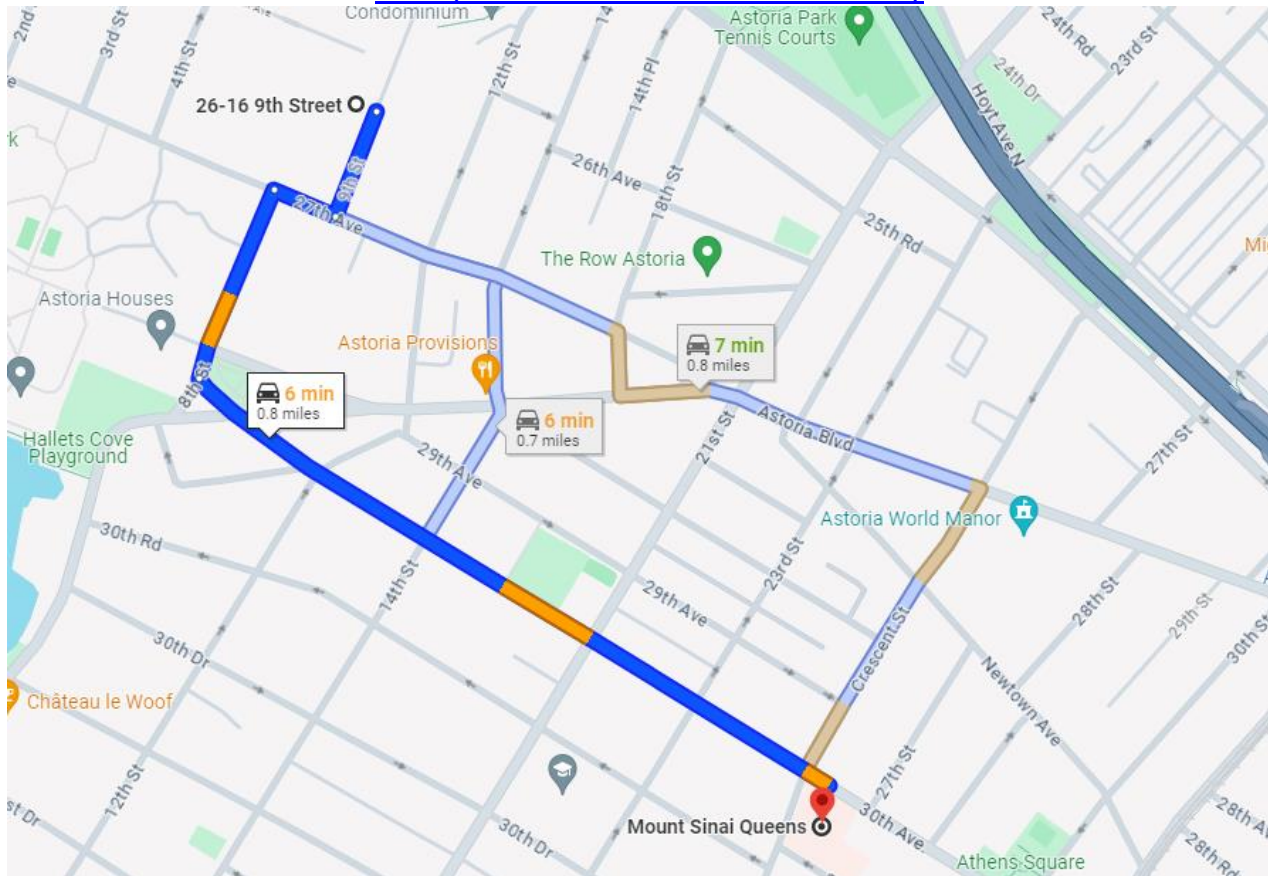 Condominium
Astoria Park
Tennis Courts
2nd
3rd St
4th St
12th St
14th Pl
14th
24th Rd
23rd St
24th Dr
Hoyt Ave N
26-16 9th Street
9th St
27th Ave
26th Ave
18th St
25th Rd
The Row Astoria
Astoria Houses
Astoria Provisions
7 min
0.8 miles
8th St
6 min
0.8 miles
6 min
0.7 miles
21st St
Astoria Blvd
27th St
Hallets Cove
Playground
29th Ave
Astoria World Manor
30th Rd
14th St
23rd St
29th Ave
28th St
29th St
30th St
30th Dr
Crescent St
Newtown Ave
Château le Woof
12th St
27th St
28th Av
28th Rd
st Dr
30th Dr
Mount Sinai Queens
30th Ave
Athens Square